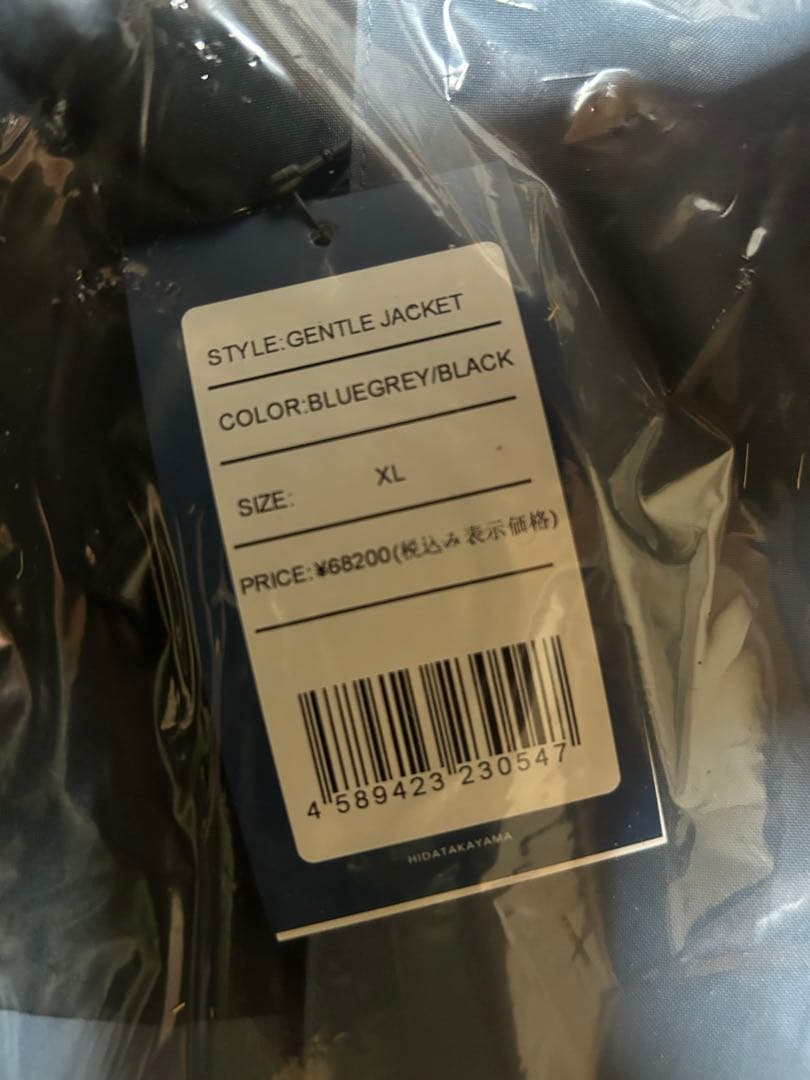 STYLE:GENTLE JACKET
COLOR:BLUEGREY/BLACK
SIZE: XL
PRICE:¥68200(税込み表示価格)
4 589423 230547
HIDATAKAYAMA